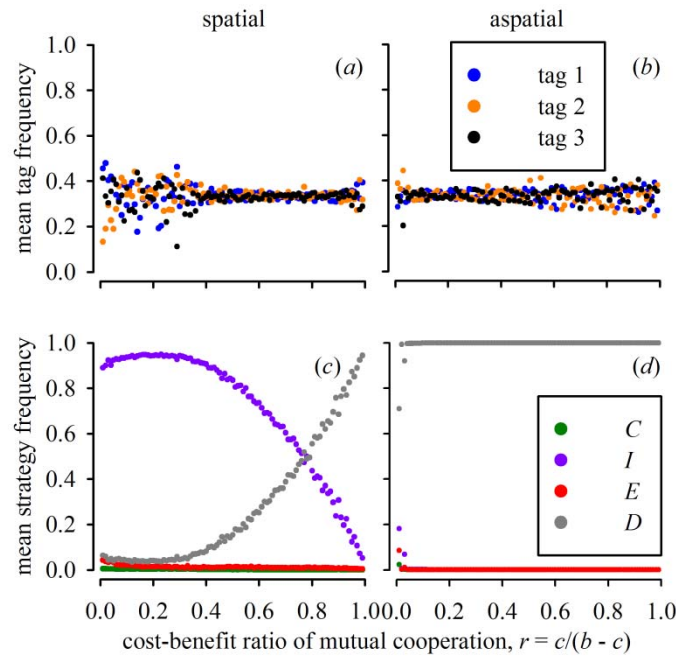 spatial
aspatial
1.0
0.8
0.6
0.4
0.2
0.0
mean tag frequency
(a)
(b)
tag 1
tag 2
tag 3
1.0
0.8
0.6
0.4
0.2
0.0
mean strategy frequency
(c)
(d)
C
I
E
D
0.0 0.2 0.4 0.6 0.8 1.0
0.0 0.2 0.4 0.6 0.8 1.0
cost-benefit ratio of mutual cooperation, r = c/(b - c)